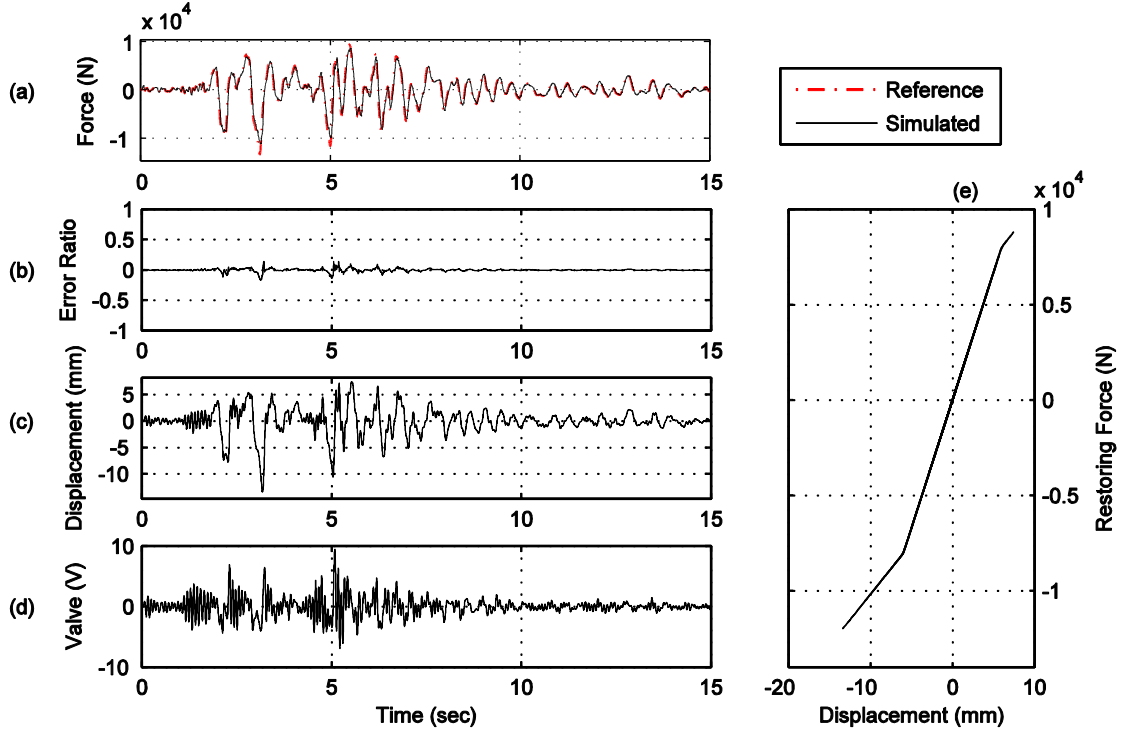 x 10^4
(a)
Force (N)
1
0
-1
0 5 10 15
Reference
Simulated
(b)
Error Ratio
1
0.5
0
-0.5
-1
0 5 10 15
(c)
Displacement (mm)
5
0
-5
-10
0 5 10 15
(d)
Valve (V)
10
0
-10
0 5 10 15
Time (sec)
(e)
x 10^4
1
0.5
0
-0.5
-1
Restoring Force (N)
-20 -10 0 10
Displacement (mm)